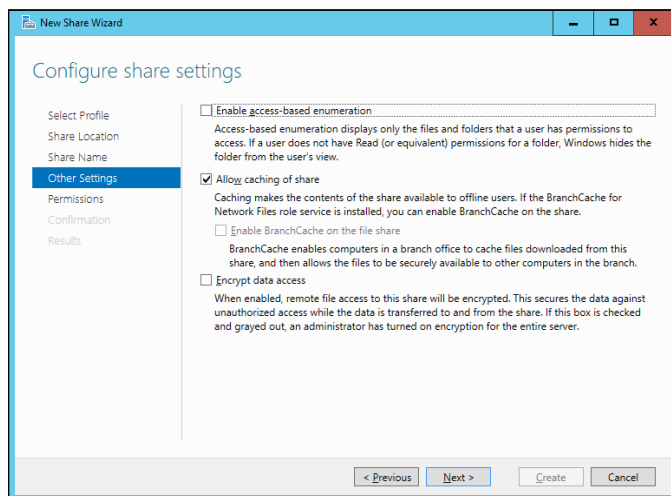 New Share Wizard
Configure share settings
Select Profile
Share Location
Share Name
Other Settings
Permissions
Confirmation
Results
Enable access-based enumeration
Access-based enumeration displays only the files and folders that a user has permissions to
access. If a user does not have Read (or equivalent) permissions for a folder, Windows hides the
folder from the user's view.
Allow caching of share
Caching makes the contents of the share available to offline users. If the BranchCache for
Network Files role service is installed, you can enable BranchCache on the share.
Enable BranchCache on the file share
BranchCache enables computers in a branch office to cache files downloaded from this
share, and then allows the files to be securely available to other computers in the branch.
Encrypt data access
When enabled, remote file access to this share will be encrypted. This secures the data against
unauthorized access while the data is transferred to and from the share. If this box is checked
and grayed out, an administrator has turned on encryption for the entire server.
< Previous
Next >
Create
Cancel